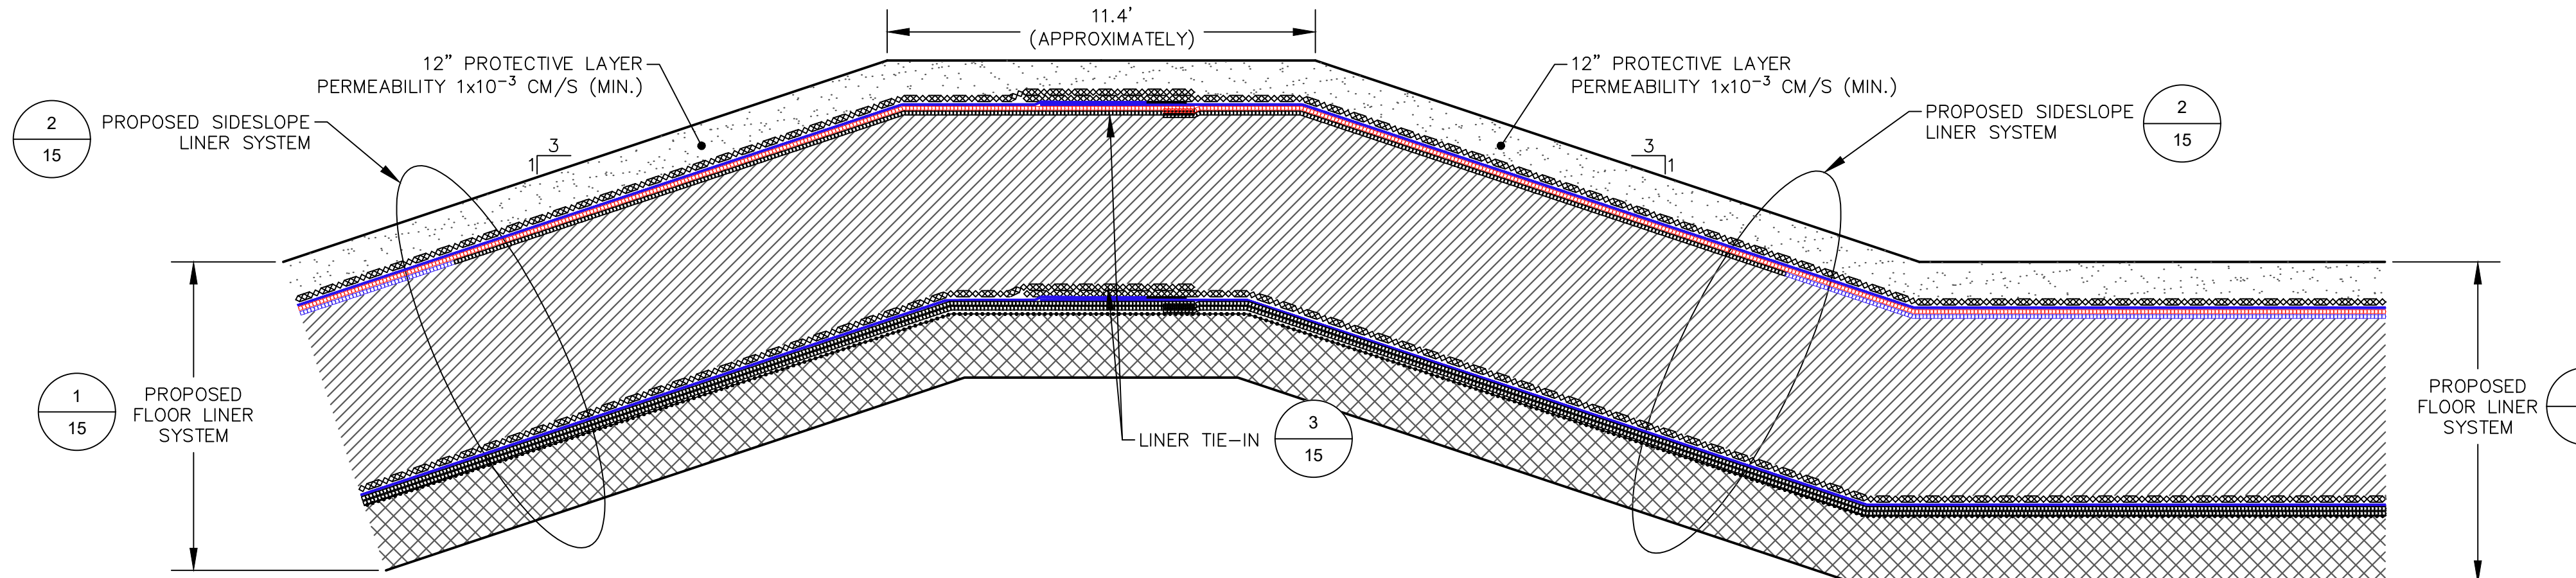 11.4'
(APPROXIMATELY)
12" PROTECTIVE LAYER
PERMEABILITY 1x10⁻³ CM/S (MIN.)
12" PROTECTIVE LAYER
PERMEABILITY 1x10⁻³ CM/S (MIN.)
2
15
PROPOSED SIDESLOPE
LINER SYSTEM
3
1
3
1
PROPOSED SIDESLOPE
LINER SYSTEM
2
15
1
15
PROPOSED
FLOOR LINER
SYSTEM
LINER TIE-IN
3
15
PROPOSED
FLOOR LINER
SYSTEM